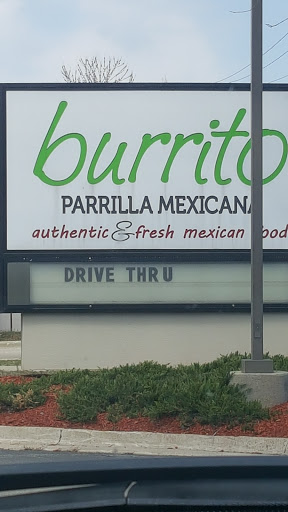 burrito
PARRILLA MEXICANA
authentic & fresh mexican food
DRIVE THRU